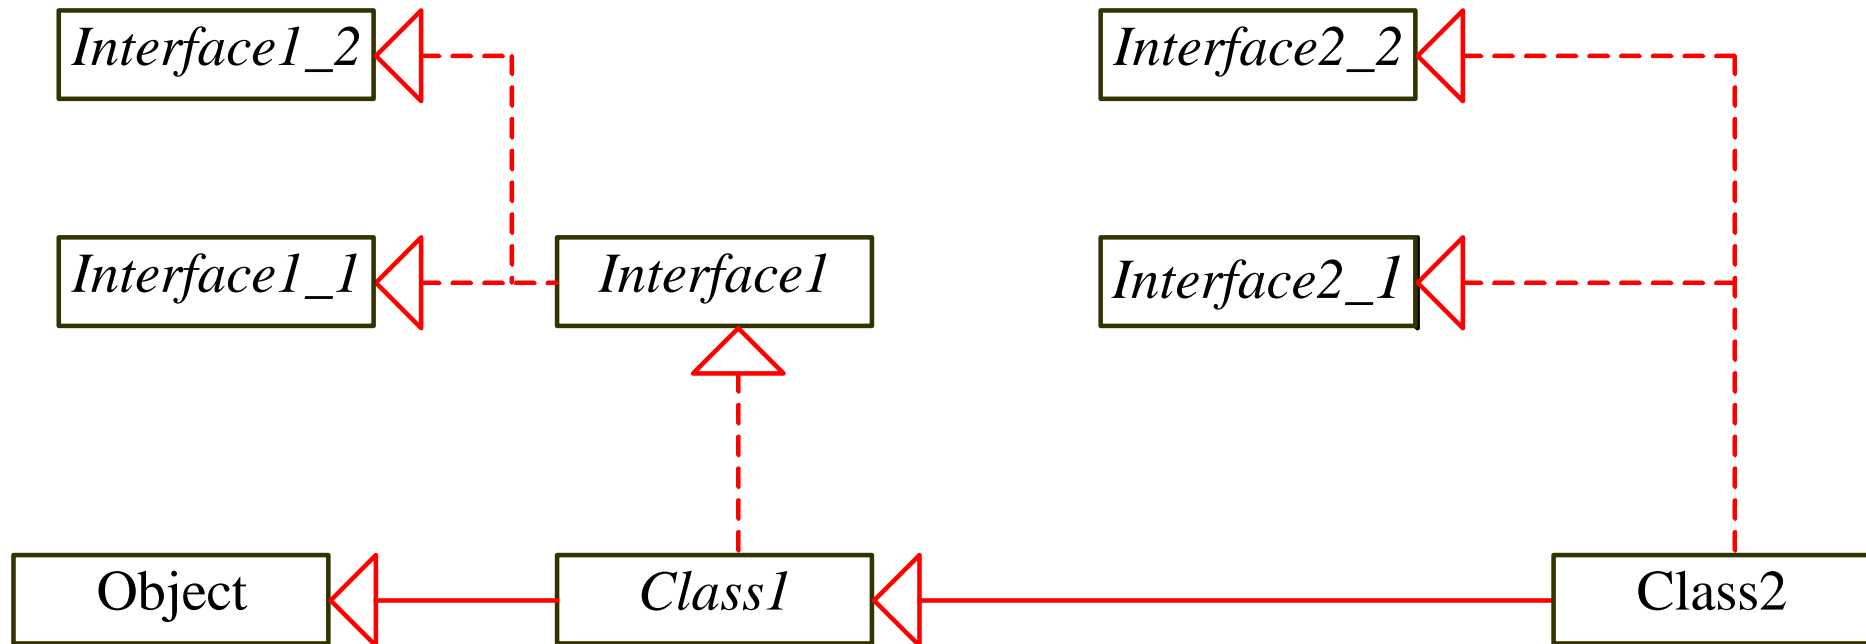 Interface1_2
Interface2_2
Interface1_1
Interface1
Interface2_1
Object
Class1
Class2